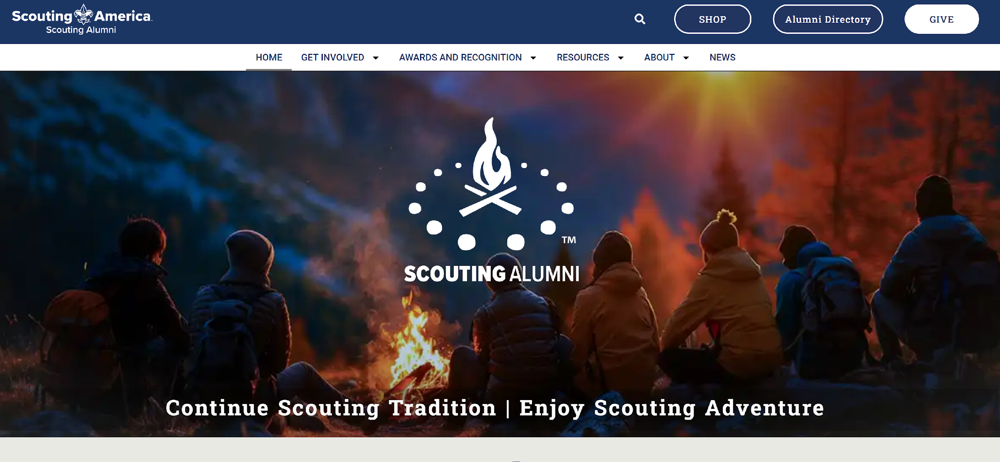 Scouting America
Scouting Alumni
SHOP
Alumni Directory
GIVE
HOME GET INVOLVED AWARDS AND RECOGNITION RESOURCES ABOUT NEWS
TM
SCOUTING ALUMNI
Continue Scouting Tradition | Enjoy Scouting Adventure